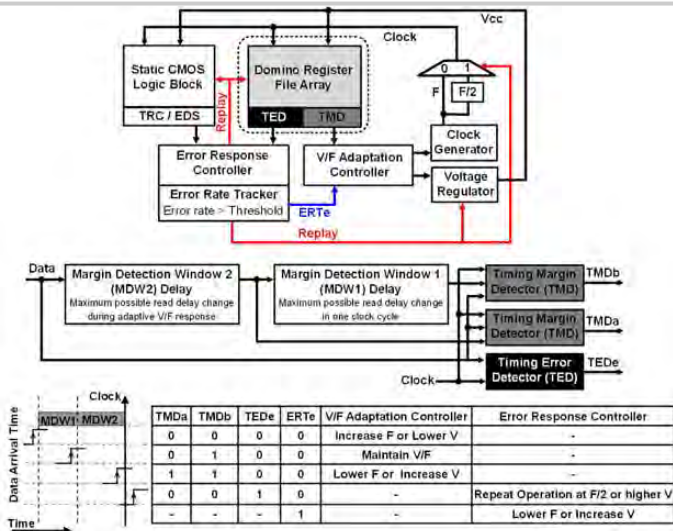 Vcc
Clock
Static CMOS
Logic Block
TRC / EDS
Domino Register
File Array
TED
TMD
0 1
F
F/2
Replay
Error Response
Controller
Error Rate Tracker
Error rate > Threshold
V/F Adaptation
Controller
Clock
Generator
Voltage
Regulator
ERTe
Replay
Data
Margin Detection Window 2
(MDW2) Delay
Maximum possible read delay change
during adaptive V/F response
Margin Detection Window 1
(MDW1) Delay
Maximum possible read delay change
in one clock cycle
Timing Margin
Detector (TMD)
TMDb
Timing Margin
Detector (TMD)
TMDa
Timing Error
Detector (TED)
TEDe
Clock
Clock
MDW1 MDW2
Data Arrival Time
Time
TMDa TMDb TEDe ERTe V/F Adaptation Controller Error Response Controller
0 0 0 0 Increase F or Lower V -
0 1 0 0 Maintain V/F -
1 1 0 0 Lower F or Increase V -
0 0 1 0 - Repeat Operation at F/2 or higher V
- - - 1 Lower F or Increase V